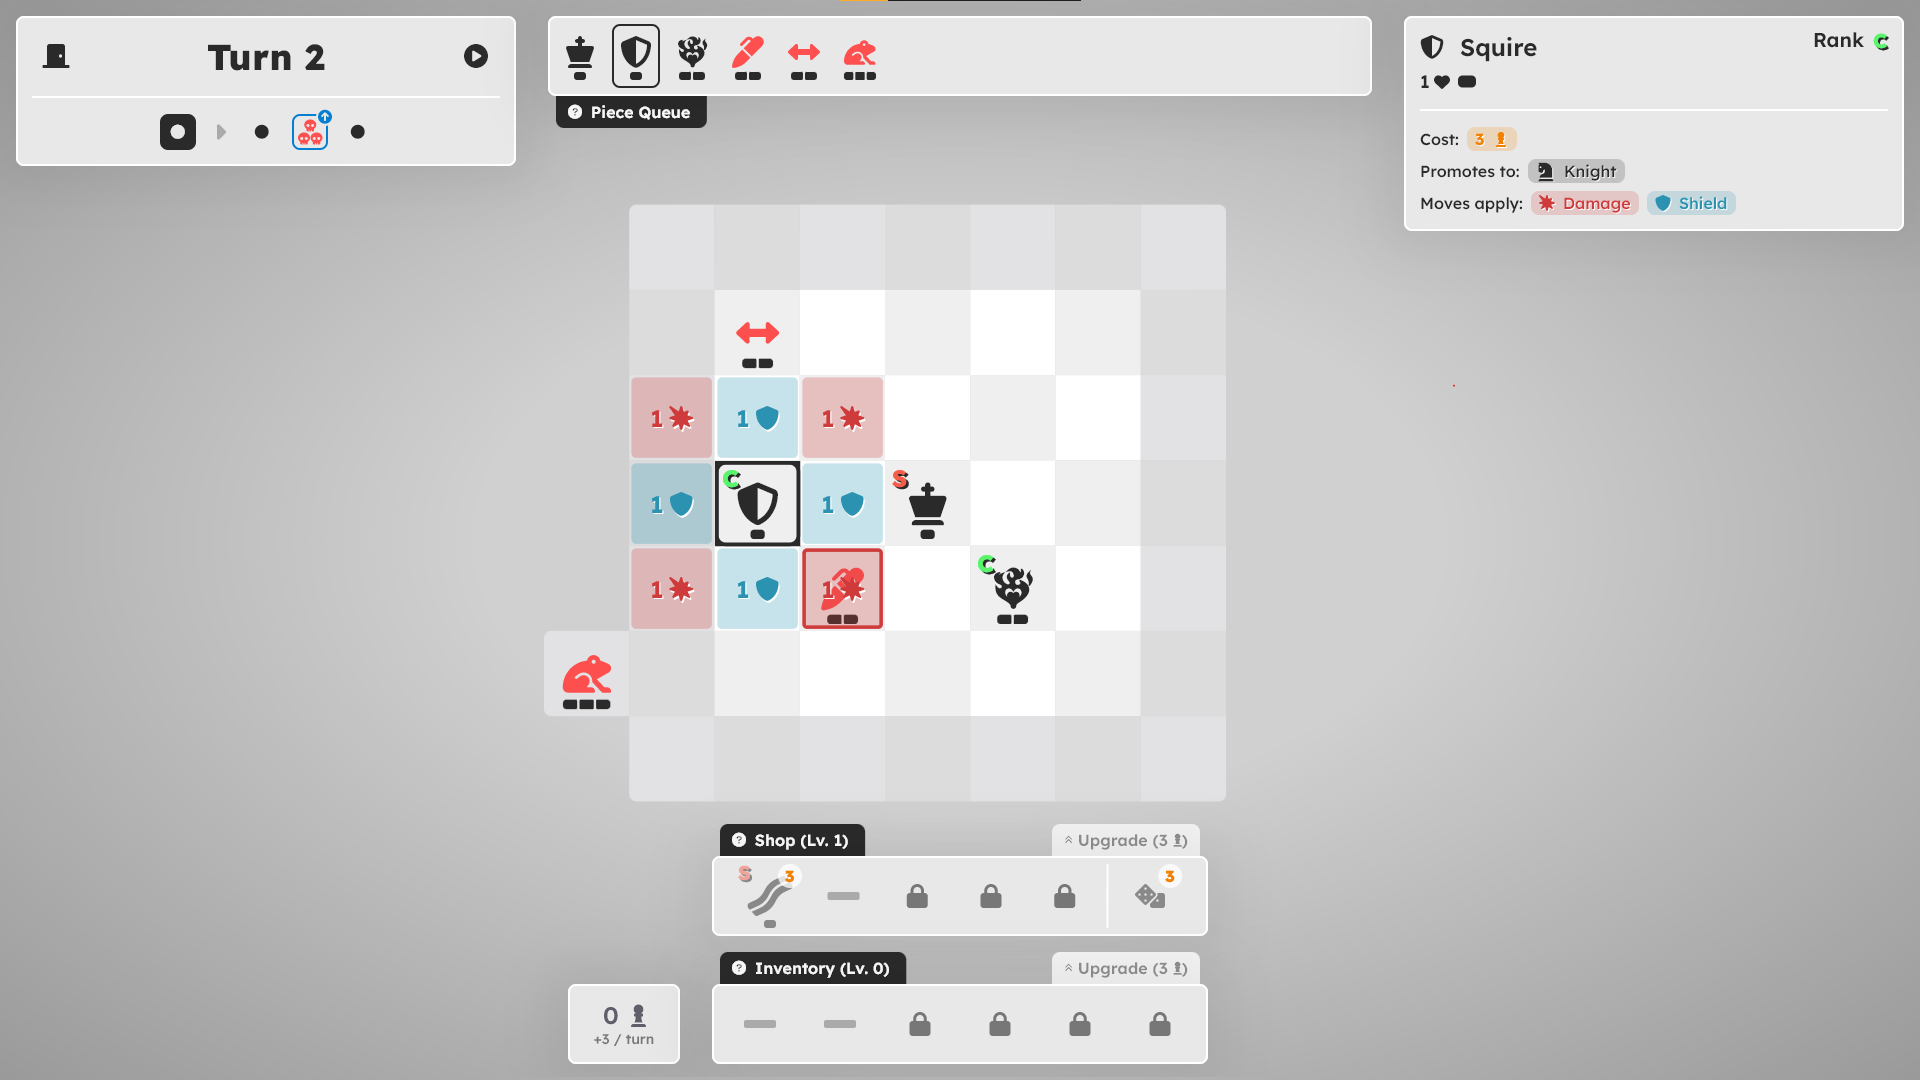 Turn 2
Piece Queue
Squire
Rank C
1
Cost: 3
Promotes to: Knight
Moves apply: Damage Shield
1 1 1
C
1 1
S
1 1 1
C
Shop (Lv. 1)
Upgrade (3 )
S 3 3
Inventory (Lv. 0)
Upgrade (3 )
0
+3 / turn